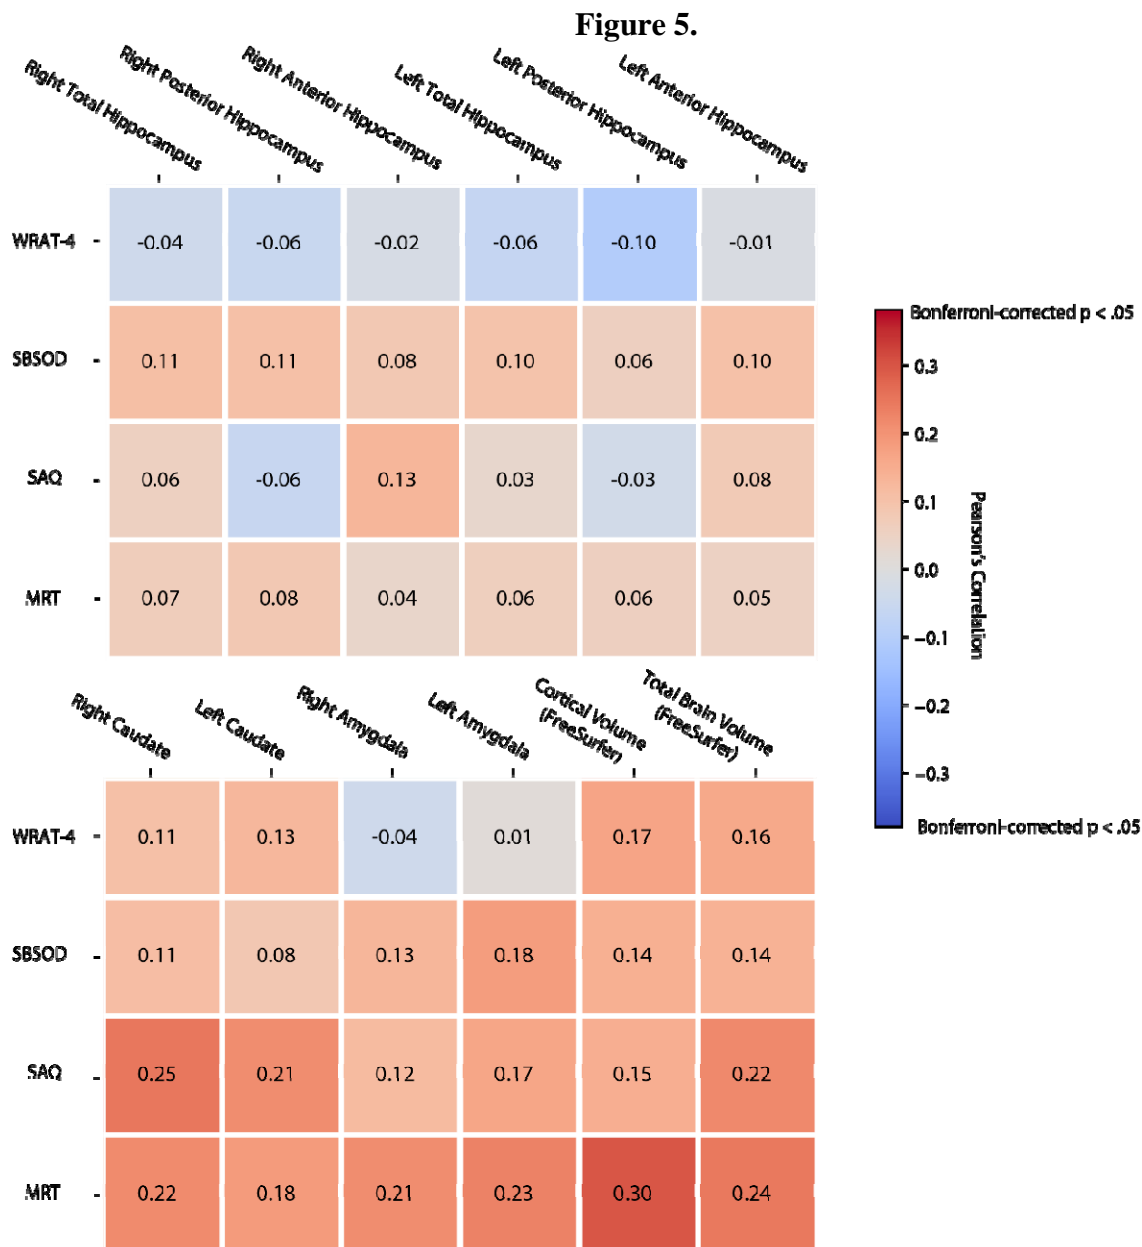 Figure 5.
Right Total Hippocampus
Right Posterior Hippocampus
Right Anterior Hippocampus
Left Total Hippocampus
Left Posterior Hippocampus
Left Anterior Hippocampus
WRAT-4 -0.04 -0.06 -0.02 -0.06 -0.10 -0.01
SBSOD 0.11 0.11 0.08 0.10 0.06 0.10
SAQ 0.06 -0.06 0.13 0.03 -0.03 0.08
MRT 0.07 0.08 0.04 0.06 0.06 0.05
Bonferroni-corrected p < .05
0.3
0.2
0.1
0.0
−0.1
−0.2
−0.3
Bonferroni-corrected p < .05
Pearson's Correlation
Right Caudate
Left Caudate
Right Amygdala
Left Amygdala
Cortical Volume
(FreeSurfer)
Total Brain Volume
(FreeSurfer)
WRAT-4 0.11 0.13 -0.04 0.01 0.17 0.16
SBSOD 0.11 0.08 0.13 0.18 0.14 0.14
SAQ 0.25 0.21 0.12 0.17 0.15 0.22
MRT 0.22 0.18 0.21 0.23 0.30 0.24